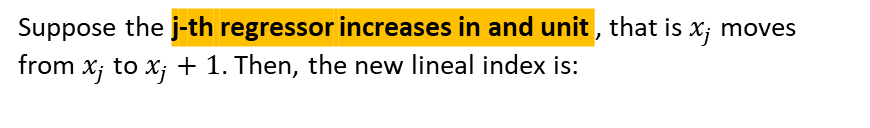 Suppose the j-th regressor increases in and unit , that is xⱼ moves
from xⱼ to xⱼ + 1. Then, the new lineal index is: